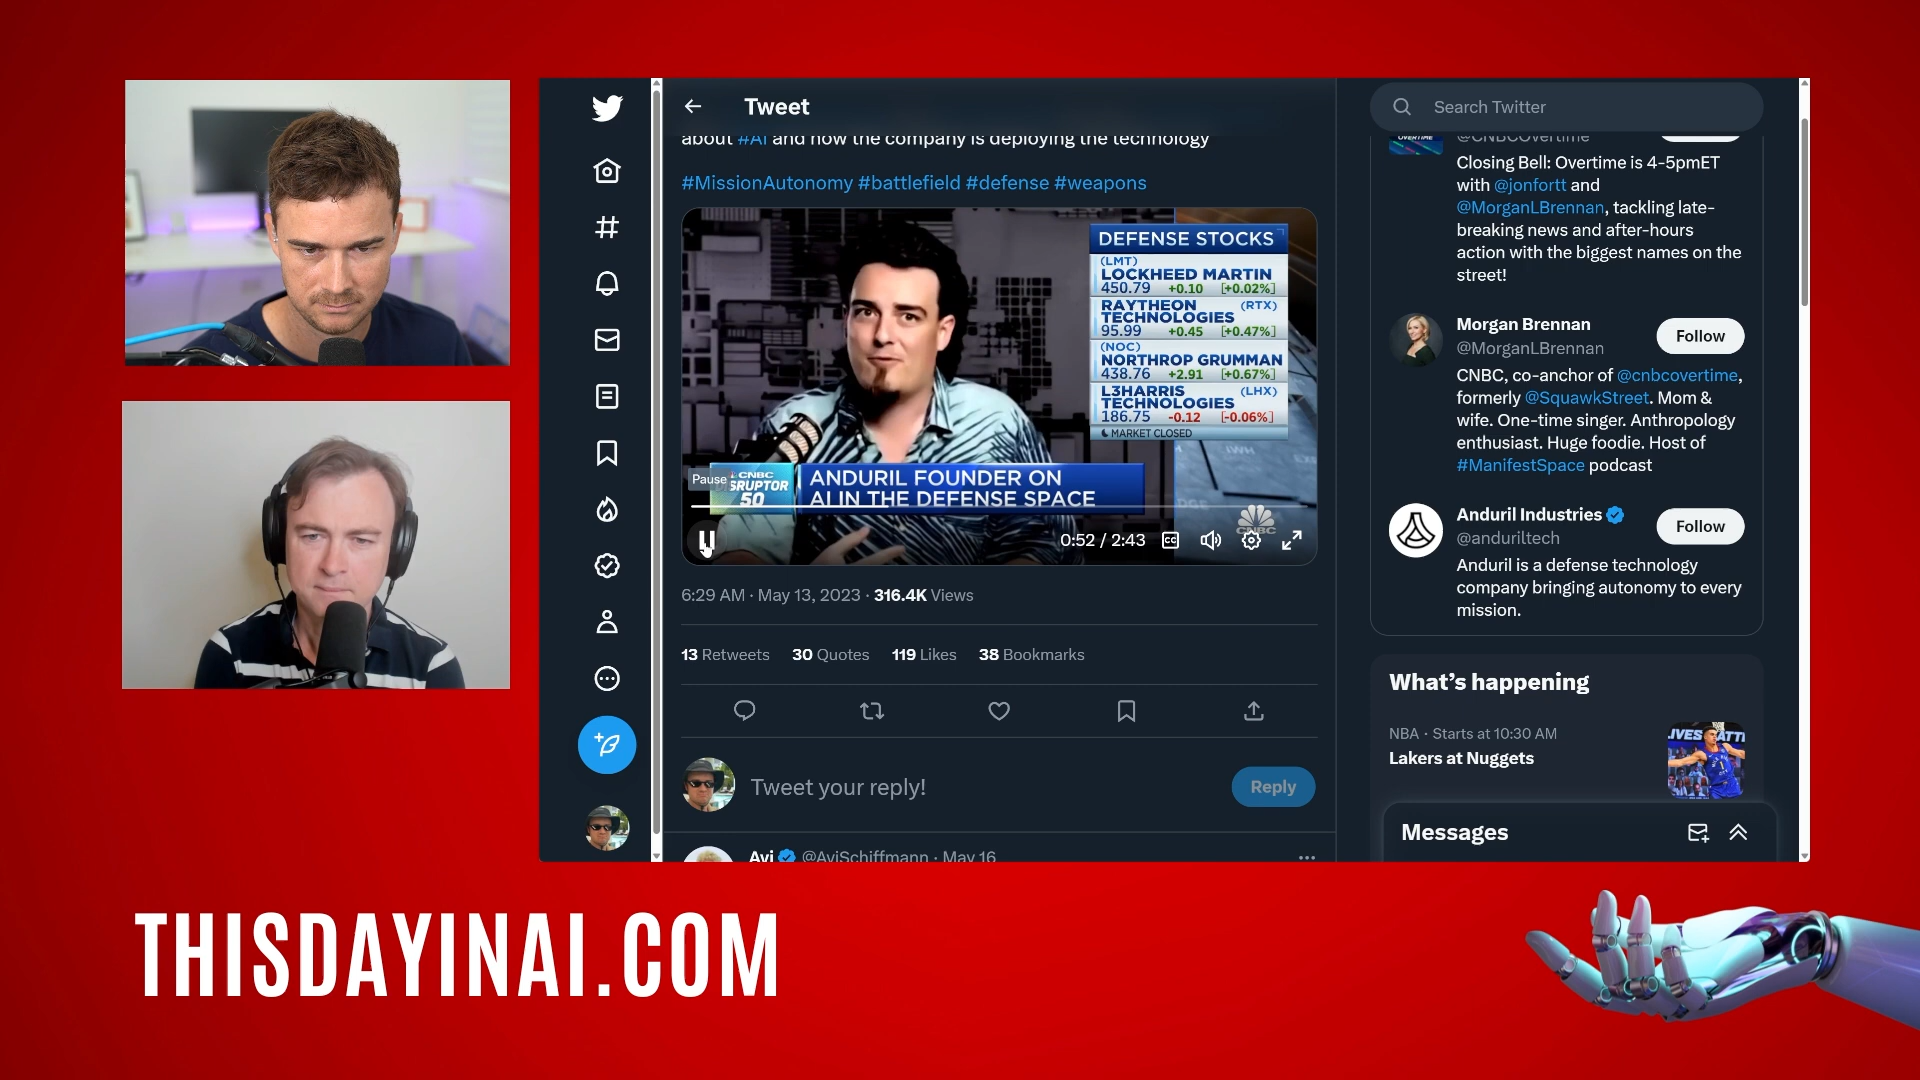 Tweet
about #AI and how the company is deploying the technology
#MissionAutonomy #battlefield #defense #weapons
DEFENSE STOCKS
(LMT)
LOCKHEED MARTIN
450.79 +0.10 [+0.02%]
RAYTHEON (RTX)
TECHNOLOGIES
95.99 +0.45 [+0.47%]
(NOC)
NORTHROP GRUMMAN
438.76 +2.91 [+0.67%]
L3HARRIS (LHX)
TECHNOLOGIES
186.75 -0.12 [-0.06%]
MARKET CLOSED
Pause
CNBC
DISRUPTOR
50
ANDURIL FOUNDER ON
AI IN THE DEFENSE SPACE
CNBC
0:52 / 2:43
CC
6:29 AM · May 13, 2023 · 316.4K Views
13 Retweets 30 Quotes 119 Likes 38 Bookmarks
Tweet your reply!
Reply
Avi @AviSchiffmann · May 16
Search Twitter
OVERTIME
@CNBCOvertime
Closing Bell: Overtime is 4-5pmET
with @jonfortt and
@MorganLBrennan, tackling late-
breaking news and after-hours
action with the biggest names on the
street!
Morgan Brennan
@MorganLBrennan
Follow
CNBC, co-anchor of @cnbcovertime,
formerly @SquawkStreet. Mom &
wife. One-time singer. Anthropology
enthusiast. Huge foodie. Host of
#ManifestSpace podcast
Anduril Industries
@anduriltech
Follow
Anduril is a defense technology
company bringing autonomy to every
mission.
What's happening
NBA · Starts at 10:30 AM
Lakers at Nuggets
Messages
THISDAYINAI.COM